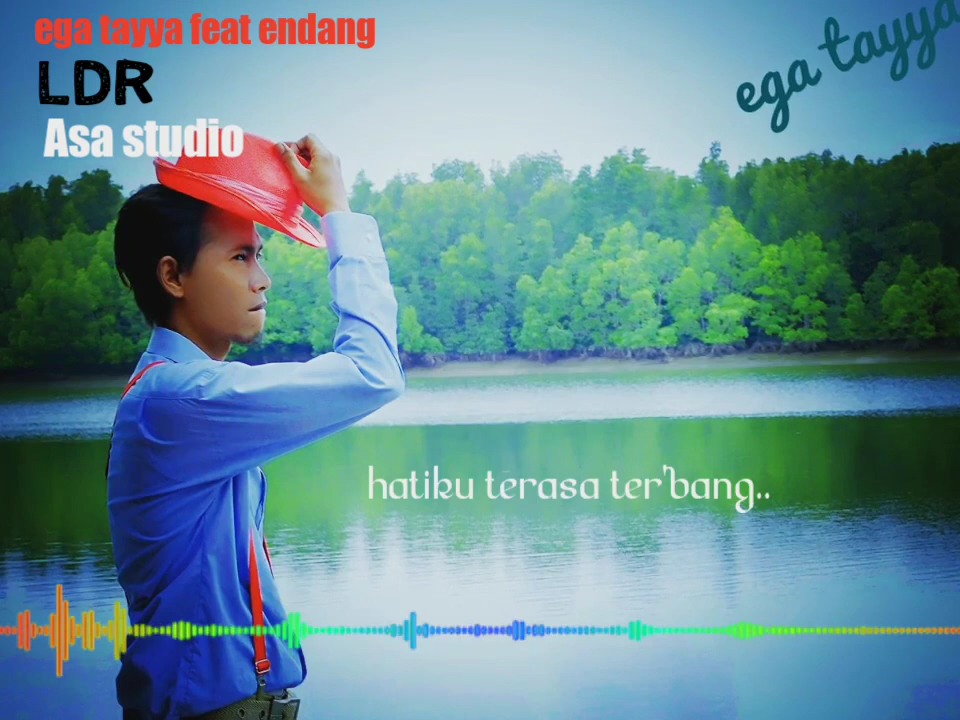 ega tayya feat endang
LDR
Asa studio
ega tayya
hatiku terasa ter'bang..